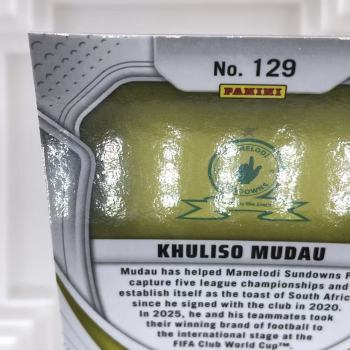 No. 129
PANINI
MAMELODI
KHULISO MUDAU
Mudau has helped Mamelodi Sundowns F
capture five league championships and
establish itself as the toast of South Afric
since he signed with the club in 2020.
In 2025, he and his teammates took
their winning brand of football to
the international stage at the
FIFA Club World Cup™.